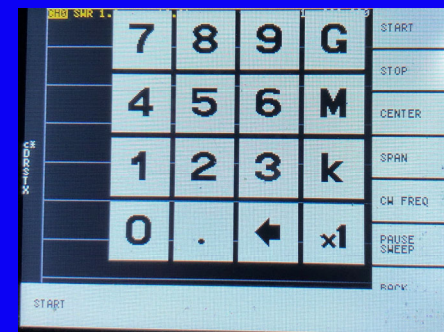 CH0 SWR 1.
7 8 9 G
4 5 6 M
1 2 3 k
0 . ← x1
START
STOP
CENTER
SPAN
CW FREQ
PAUSE
SWEEP
BACK
C*
D
R
S
T
X
START